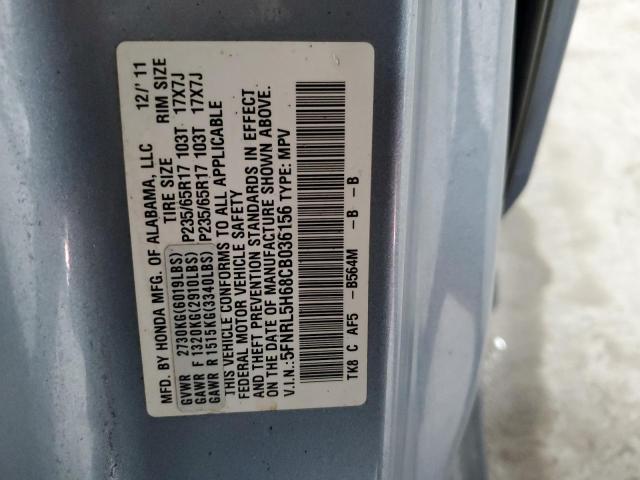 MFD. BY HONDA MFG. OF ALABAMA, LLC 12/'11
TIRE SIZE RIM SIZE
GVWR 2730KG(6019LBS) P235/65R17 103T 17X7J
GAWR F 1320KG(2910LBS) P235/65R17 103T 17X7J
GAWR R 1515KG(3340LBS)
THIS VEHICLE CONFORMS TO ALL APPLICABLE
FEDERAL MOTOR VEHICLE SAFETY
AND THEFT PREVENTION STANDARDS IN EFFECT
ON THE DATE OF MANUFACTURE SHOWN ABOVE.
V.I.N.:5FNRL5H68CB036156 TYPE: MPV
TK8 C AF5 - B564M - B - B